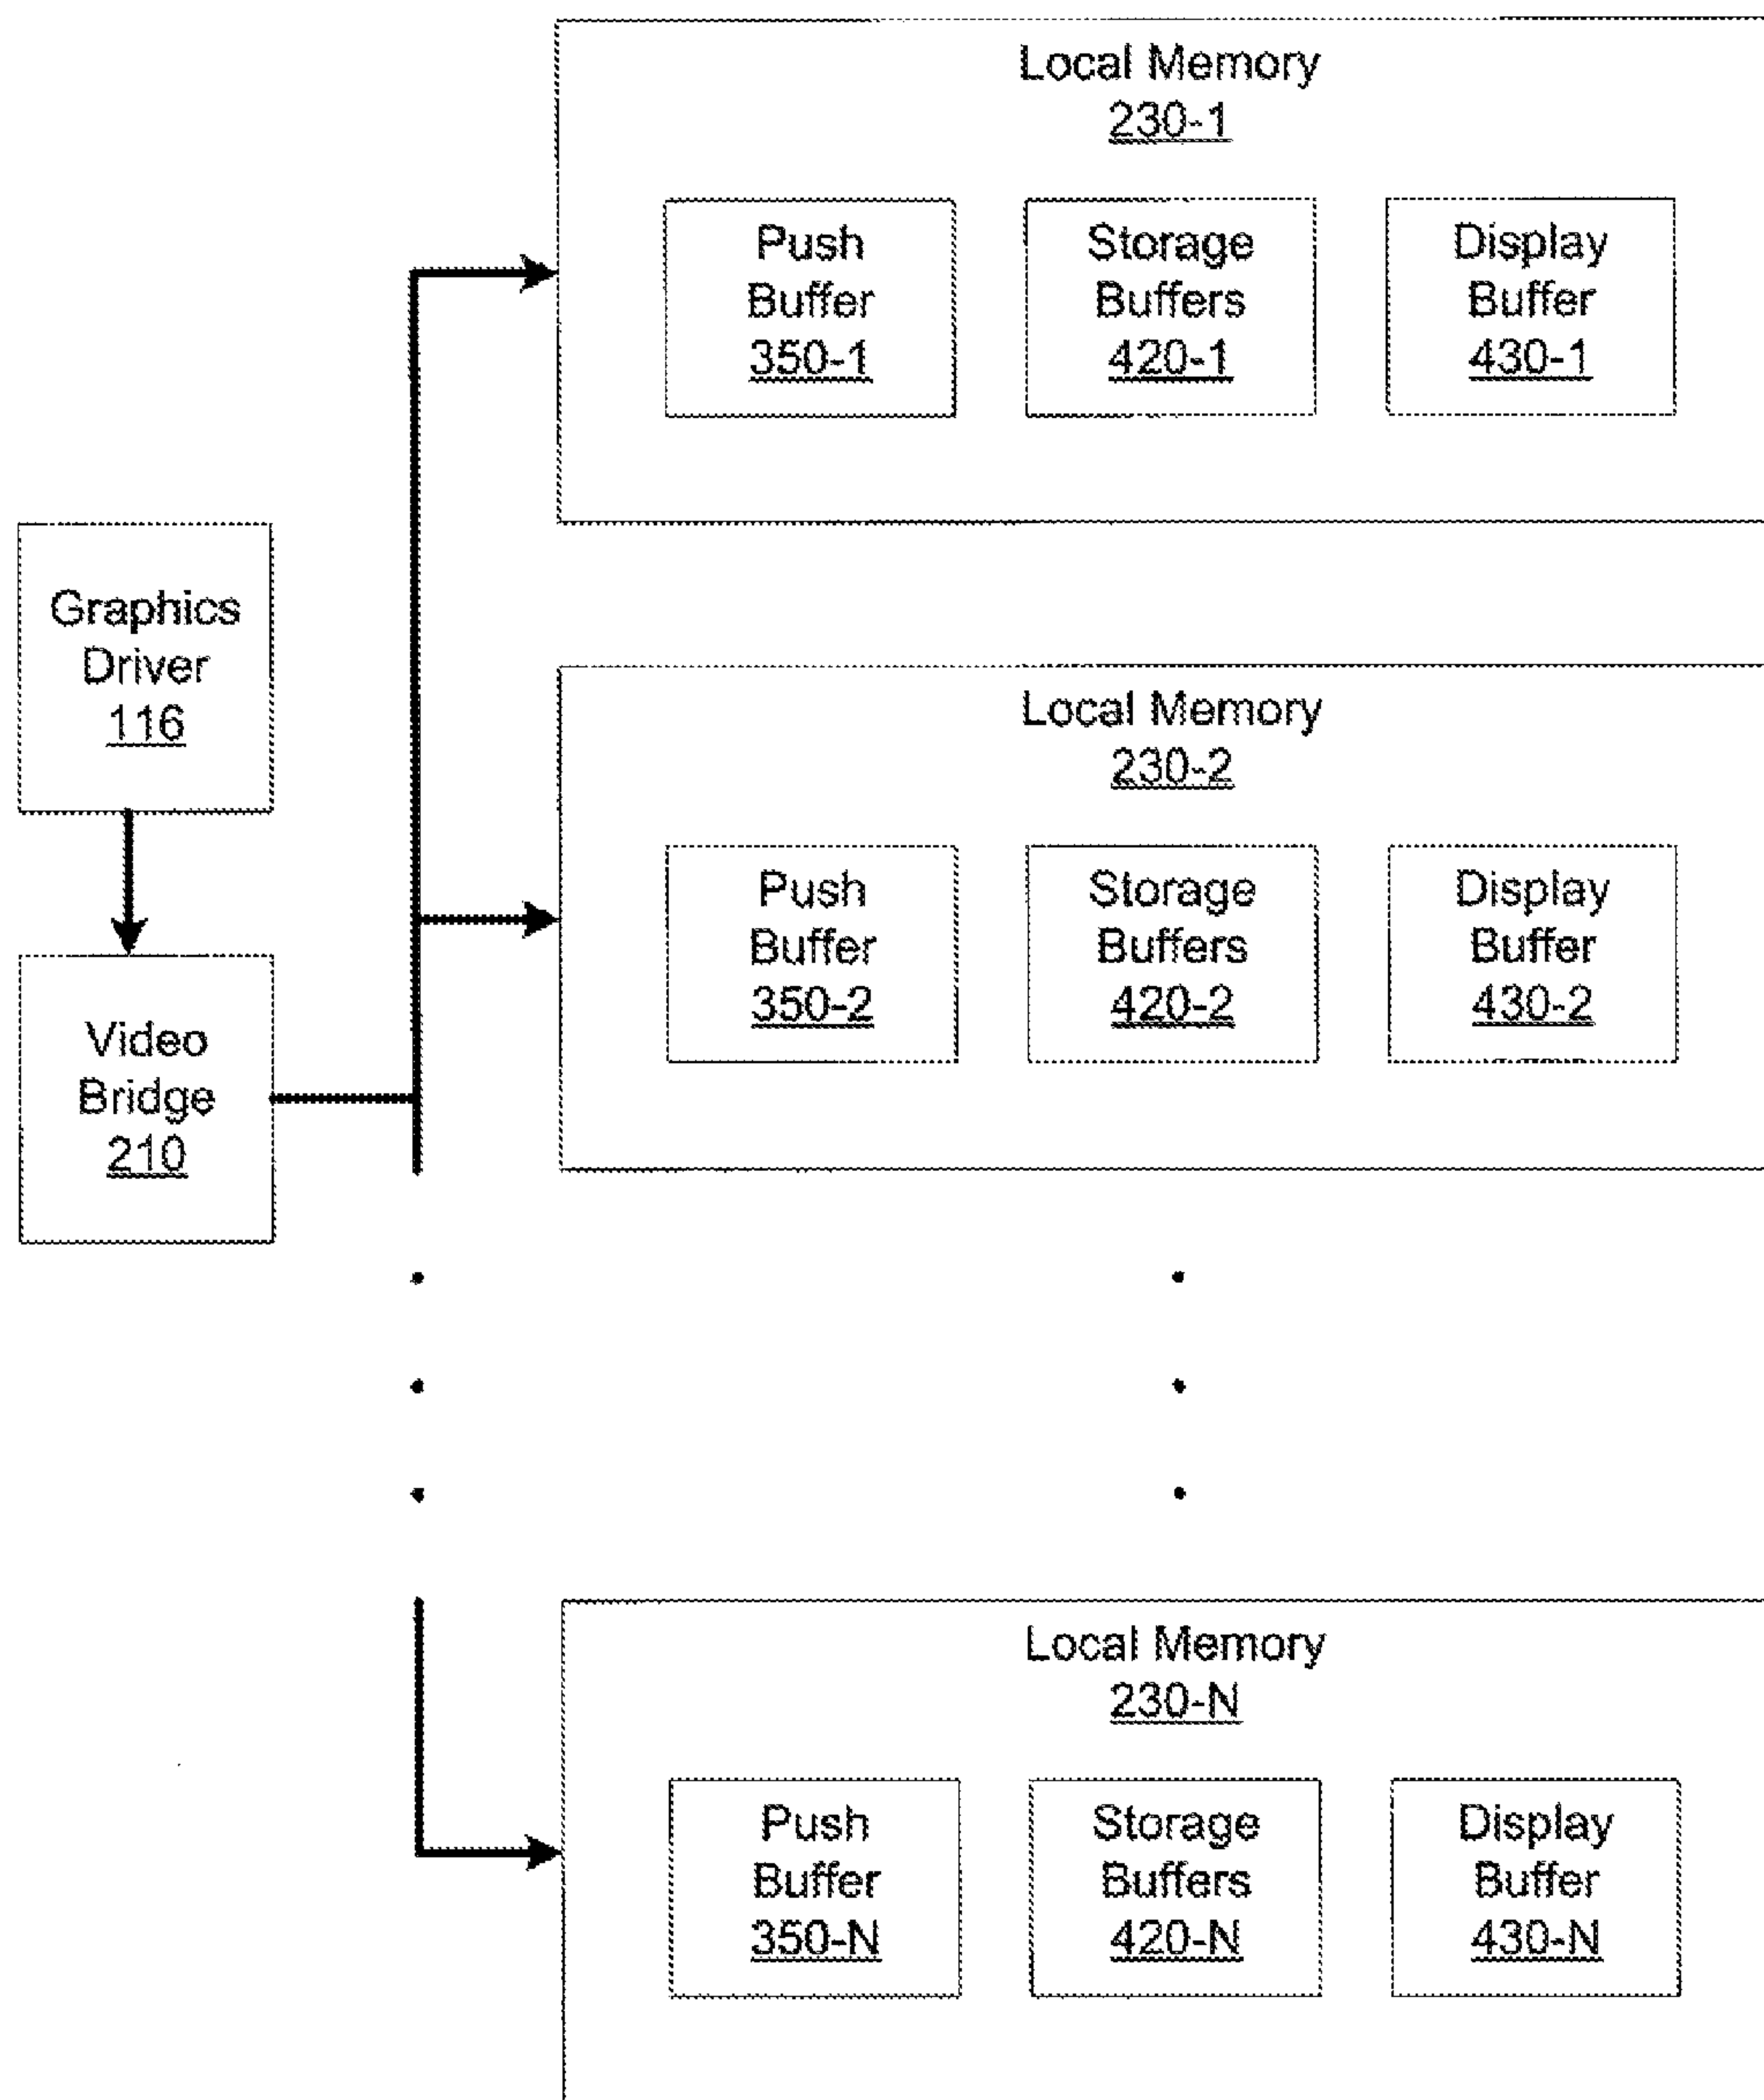 Local Memory
230-1
Push
Buffer
350-1
Storage
Buffers
420-1
Display
Buffer
430-1
Graphics
Driver
116
Local Memory
230-2
Push
Buffer
350-2
Storage
Buffers
420-2
Display
Buffer
430-2
Video
Bridge
210
Local Memory
230-N
Push
Buffer
350-N
Storage
Buffers
420-N
Display
Buffer
430-N